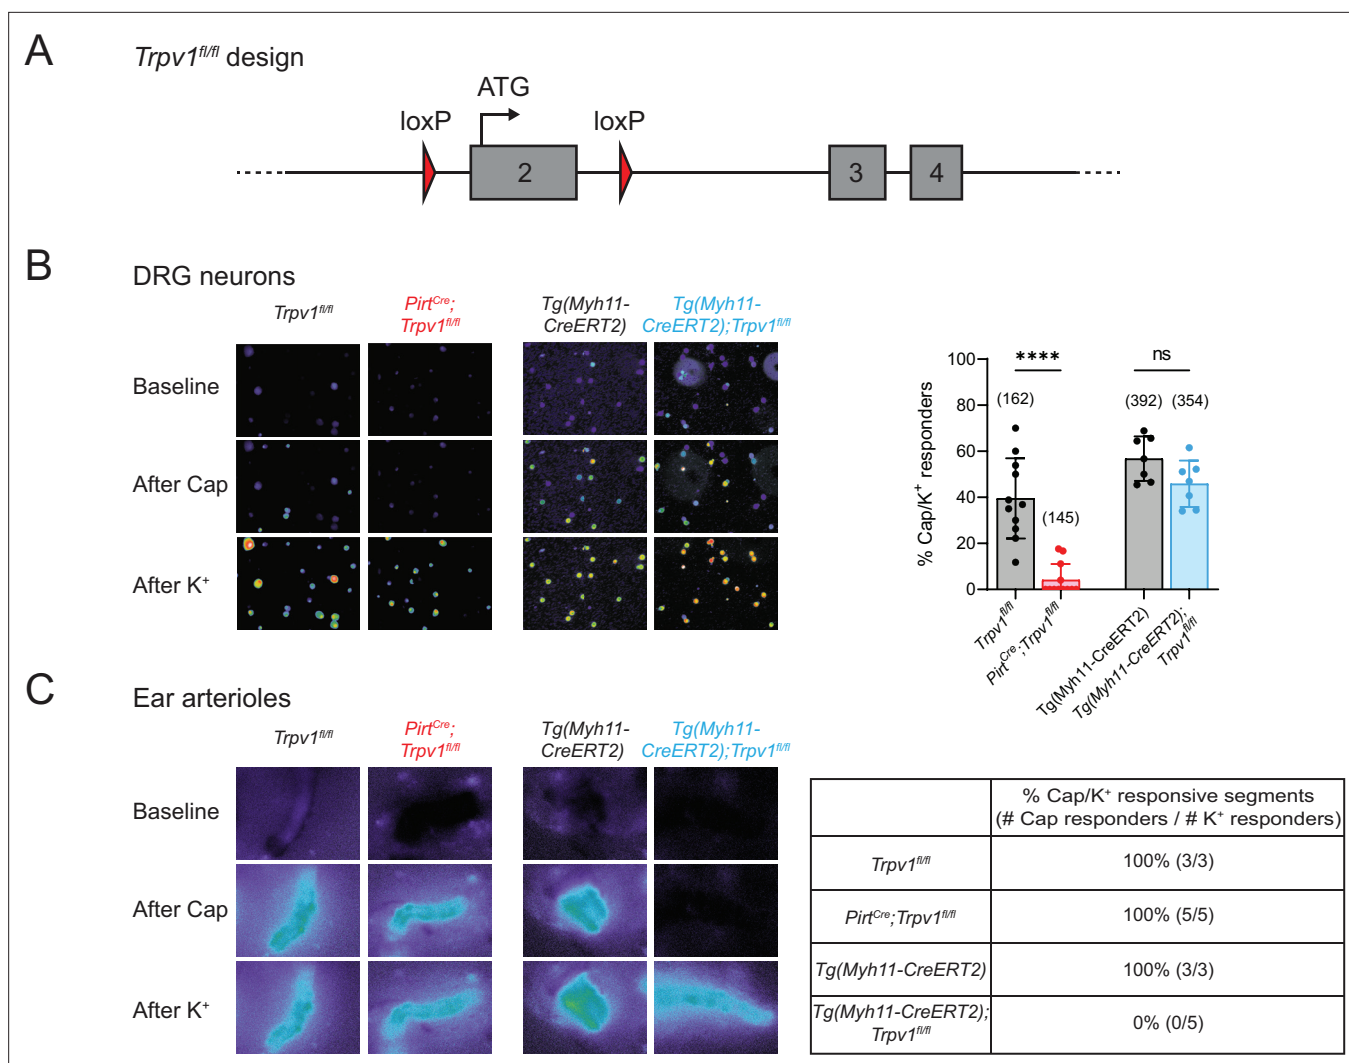 A
Trpv1fl/fl design
ATG
loxP
loxP
2
3
4
B
DRG neurons
Trpv1fl/fl
PirtCre;
Trpv1fl/fl
Tg(Myh11-
CreERT2)
Tg(Myh11-
CreERT2);Trpv1fl/fl
Baseline
After Cap
After K+
% Cap/K+ responders
100
80
60
40
20
0
****
ns
(162)
(145)
(392)
(354)
Trpv1fl/fl
PirtCre;Trpv1fl/fl
Tg(Myh11-CreERT2)
Tg(Myh11-CreERT2);
Trpv1fl/fl
C
Ear arterioles
Trpv1fl/fl
PirtCre;
Trpv1fl/fl
Tg(Myh11-
CreERT2)
Tg(Myh11-
CreERT2);Trpv1fl/fl
Baseline
After Cap
After K+
% Cap/K+ responsive segments
(# Cap responders / # K+ responders)
Trpv1fl/fl
100% (3/3)
PirtCre;Trpv1fl/fl
100% (5/5)
Tg(Myh11-CreERT2)
100% (3/3)
Tg(Myh11-CreERT2);
Trpv1fl/fl
0% (0/5)